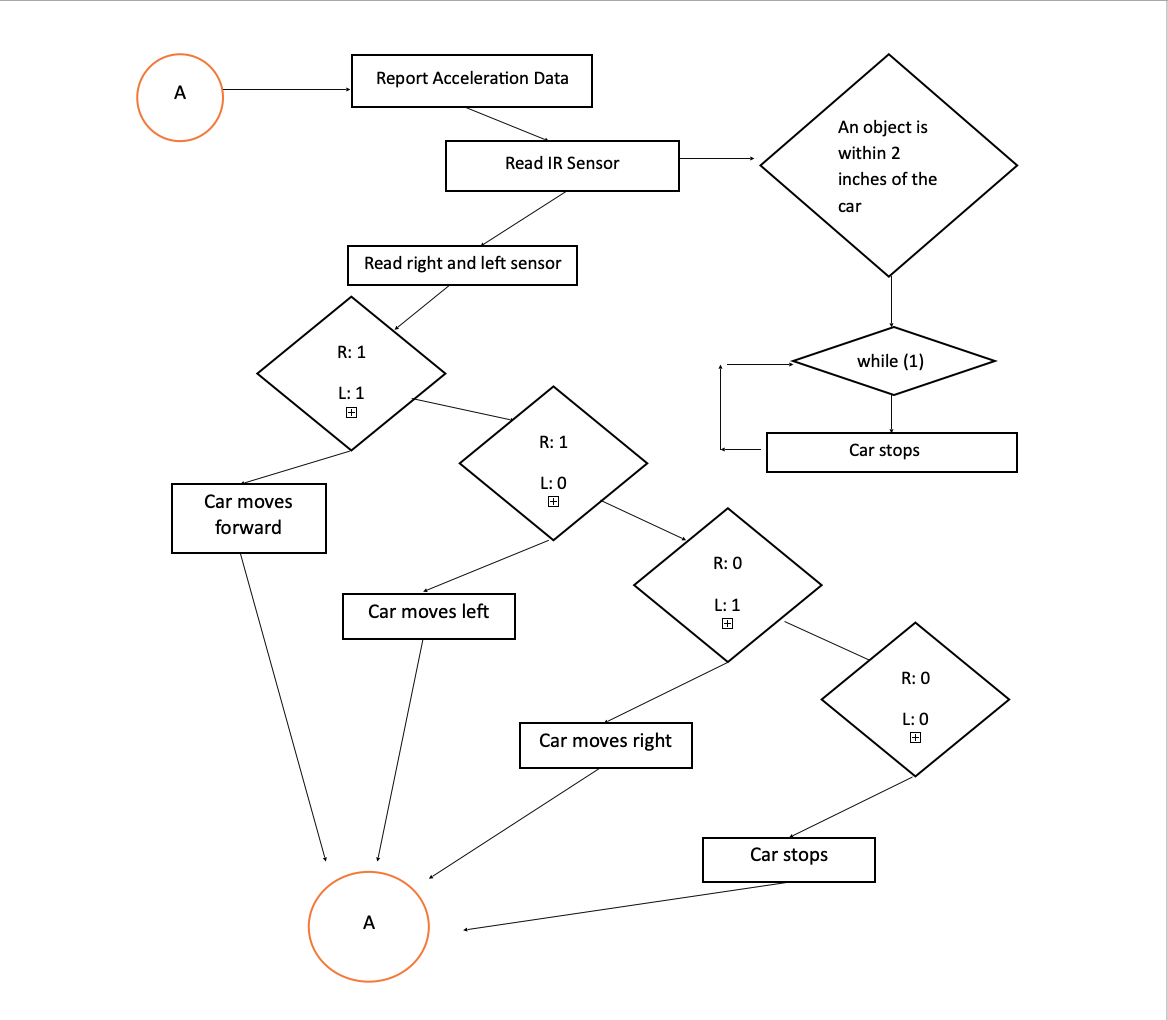 A
Report Acceleration Data
An object is
within 2
inches of the
car
Read IR Sensor
Read right and left sensor
R: 1
L: 1
while (1)
Car stops
R: 1
L: 0
Car moves
forward
R: 0
L: 1
Car moves left
R: 0
L: 0
Car moves right
Car stops
A